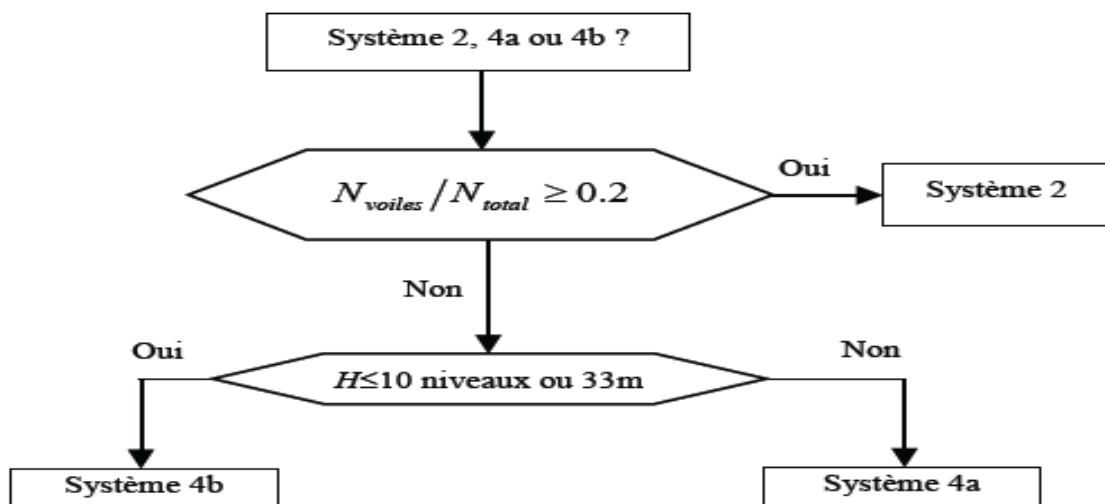 Système 2, 4a ou 4b ?
Oui
N_voiles/N_total ≥ 0.2
Système 2
Non
Oui
Non
H≤10 niveaux ou 33m
Système 4b
Système 4a